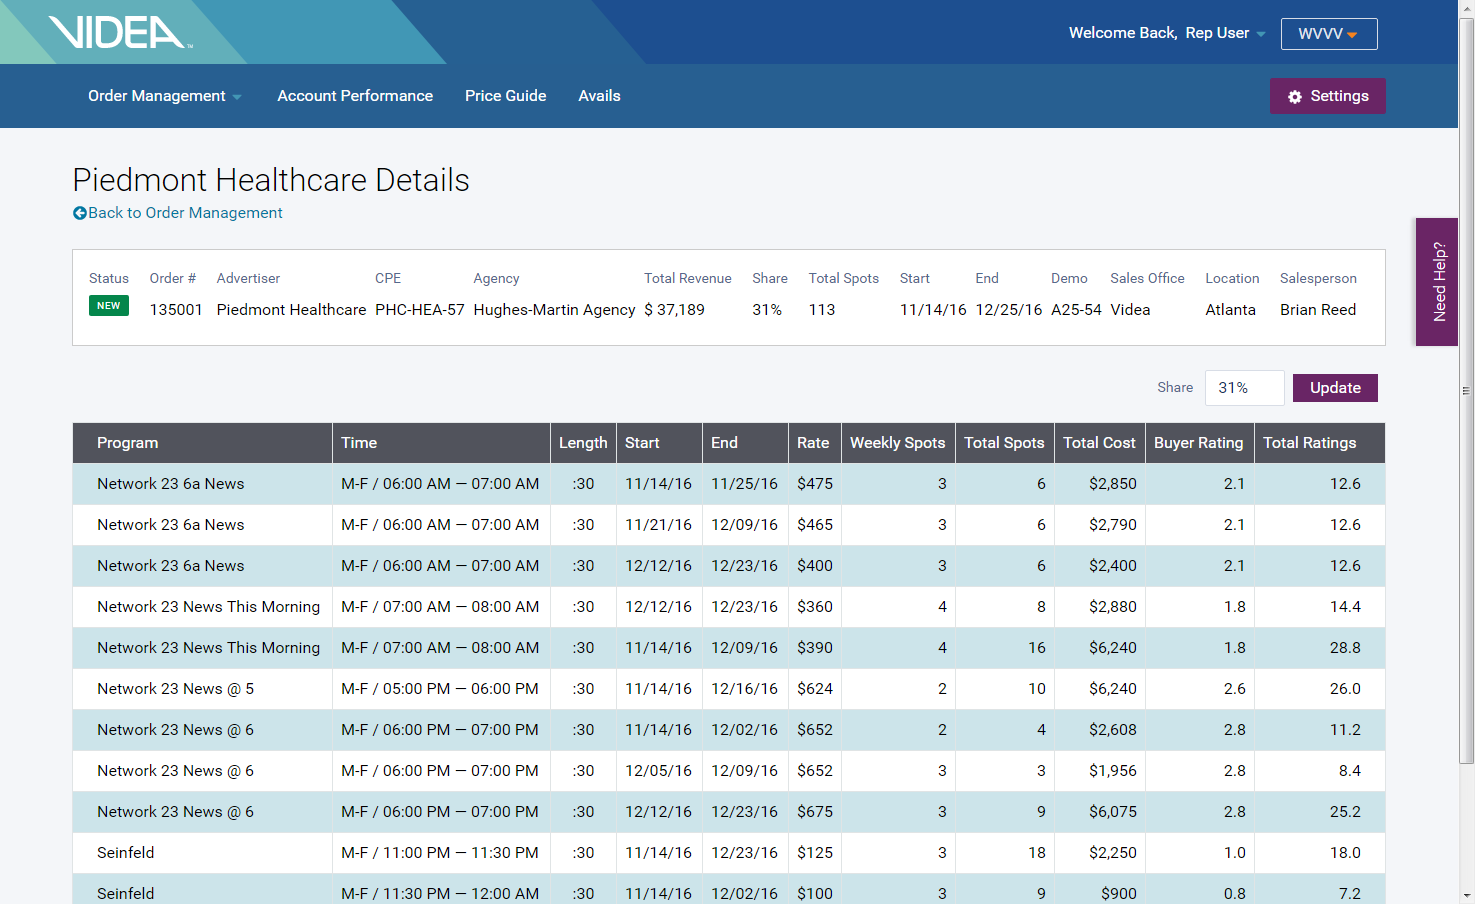 VIDEA™
Welcome Back, Rep User
WVVV
Order Management Account Performance Price Guide Avails Settings
Piedmont Healthcare Details
Back to Order Management
Need Help?
Status Order # Advertiser CPE Agency Total Revenue Share Total Spots Start End Demo Sales Office Location Salesperson
NEW 135001 Piedmont Healthcare PHC-HEA-57 Hughes-Martin Agency $ 37,189 31% 113 11/14/16 12/25/16 A25-54 Videa Atlanta Brian Reed
Share 31% Update
Program Time Length Start End Rate Weekly Spots Total Spots Total Cost Buyer Rating Total Ratings
Network 23 6a News M-F / 06:00 AM — 07:00 AM :30 11/14/16 11/25/16 $475 3 6 $2,850 2.1 12.6
Network 23 6a News M-F / 06:00 AM — 07:00 AM :30 11/21/16 12/09/16 $465 3 6 $2,790 2.1 12.6
Network 23 6a News M-F / 06:00 AM — 07:00 AM :30 12/12/16 12/23/16 $400 3 6 $2,400 2.1 12.6
Network 23 News This Morning M-F / 07:00 AM — 08:00 AM :30 12/12/16 12/23/16 $360 4 8 $2,880 1.8 14.4
Network 23 News This Morning M-F / 07:00 AM — 08:00 AM :30 11/14/16 12/09/16 $390 4 16 $6,240 1.8 28.8
Network 23 News @ 5 M-F / 05:00 PM — 06:00 PM :30 11/14/16 12/16/16 $624 2 10 $6,240 2.6 26.0
Network 23 News @ 6 M-F / 06:00 PM — 07:00 PM :30 11/14/16 12/02/16 $652 2 4 $2,608 2.8 11.2
Network 23 News @ 6 M-F / 06:00 PM — 07:00 PM :30 12/05/16 12/09/16 $652 3 3 $1,956 2.8 8.4
Network 23 News @ 6 M-F / 06:00 PM — 07:00 PM :30 12/12/16 12/23/16 $675 3 9 $6,075 2.8 25.2
Seinfeld M-F / 11:00 PM — 11:30 PM :30 11/14/16 12/23/16 $125 3 18 $2,250 1.0 18.0
Seinfeld M-F / 11:30 PM — 12:00 AM :30 11/14/16 12/02/16 $100 3 9 $900 0.8 7.2